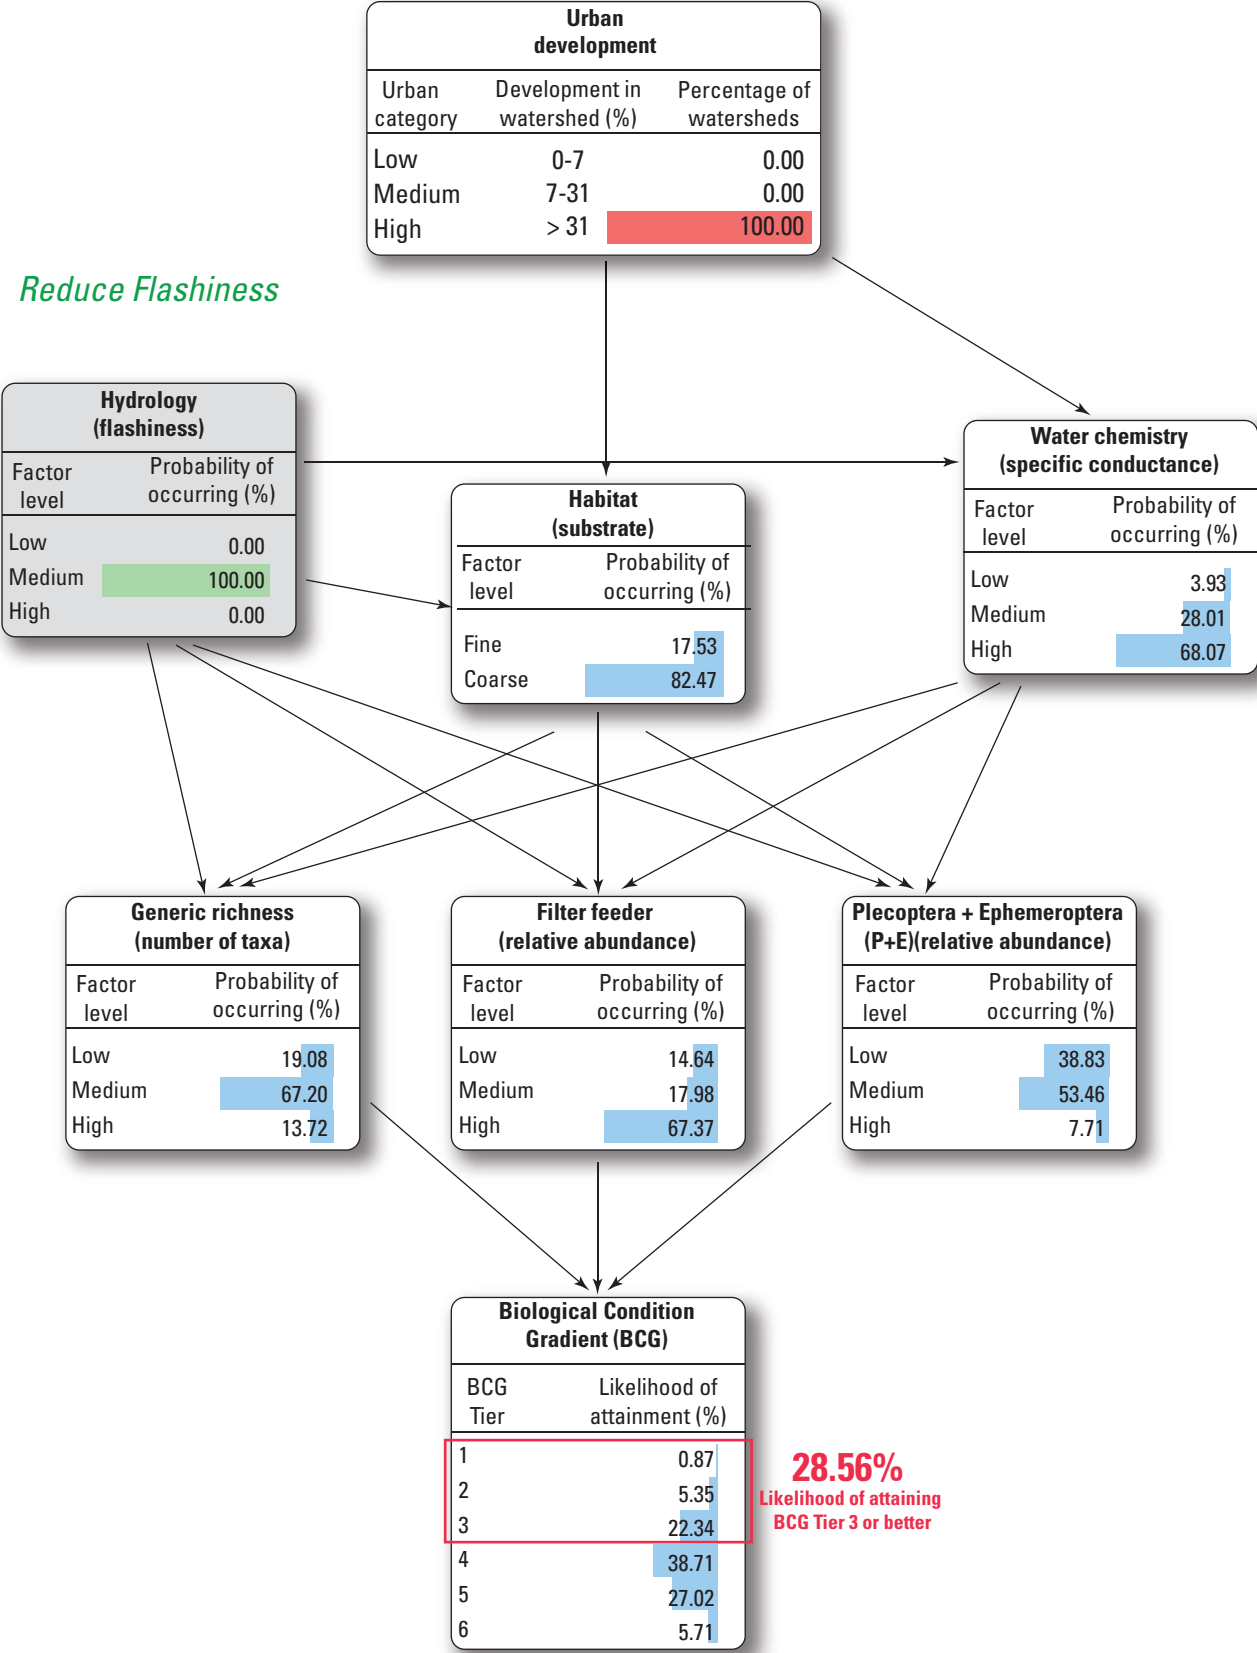 Urban
development
Urban category Development in watershed (%) Percentage of watersheds
Low 0-7 0.00
Medium 7-31 0.00
High > 31 100.00
Reduce Flashiness
Hydrology
(flashiness)
Factor level Probability of occurring (%)
Low 0.00
Medium 100.00
High 0.00
Habitat
(substrate)
Factor level Probability of occurring (%)
Fine 17.53
Coarse 82.47
Water chemistry
(specific conductance)
Factor level Probability of occurring (%)
Low 3.93
Medium 28.01
High 68.07
Generic richness
(number of taxa)
Factor level Probability of occurring (%)
Low 19.08
Medium 67.20
High 13.72
Filter feeder
(relative abundance)
Factor level Probability of occurring (%)
Low 14.64
Medium 17.98
High 67.37
Plecoptera + Ephemeroptera
(P+E)(relative abundance)
Factor level Probability of occurring (%)
Low 38.83
Medium 53.46
High 7.71
Biological Condition
Gradient (BCG)
BCG Tier Likelihood of attainment (%)
1 0.87
2 5.35
3 22.34
4 38.71
5 27.02
6 5.71
28.56%
Likelihood of attaining
BCG Tier 3 or better